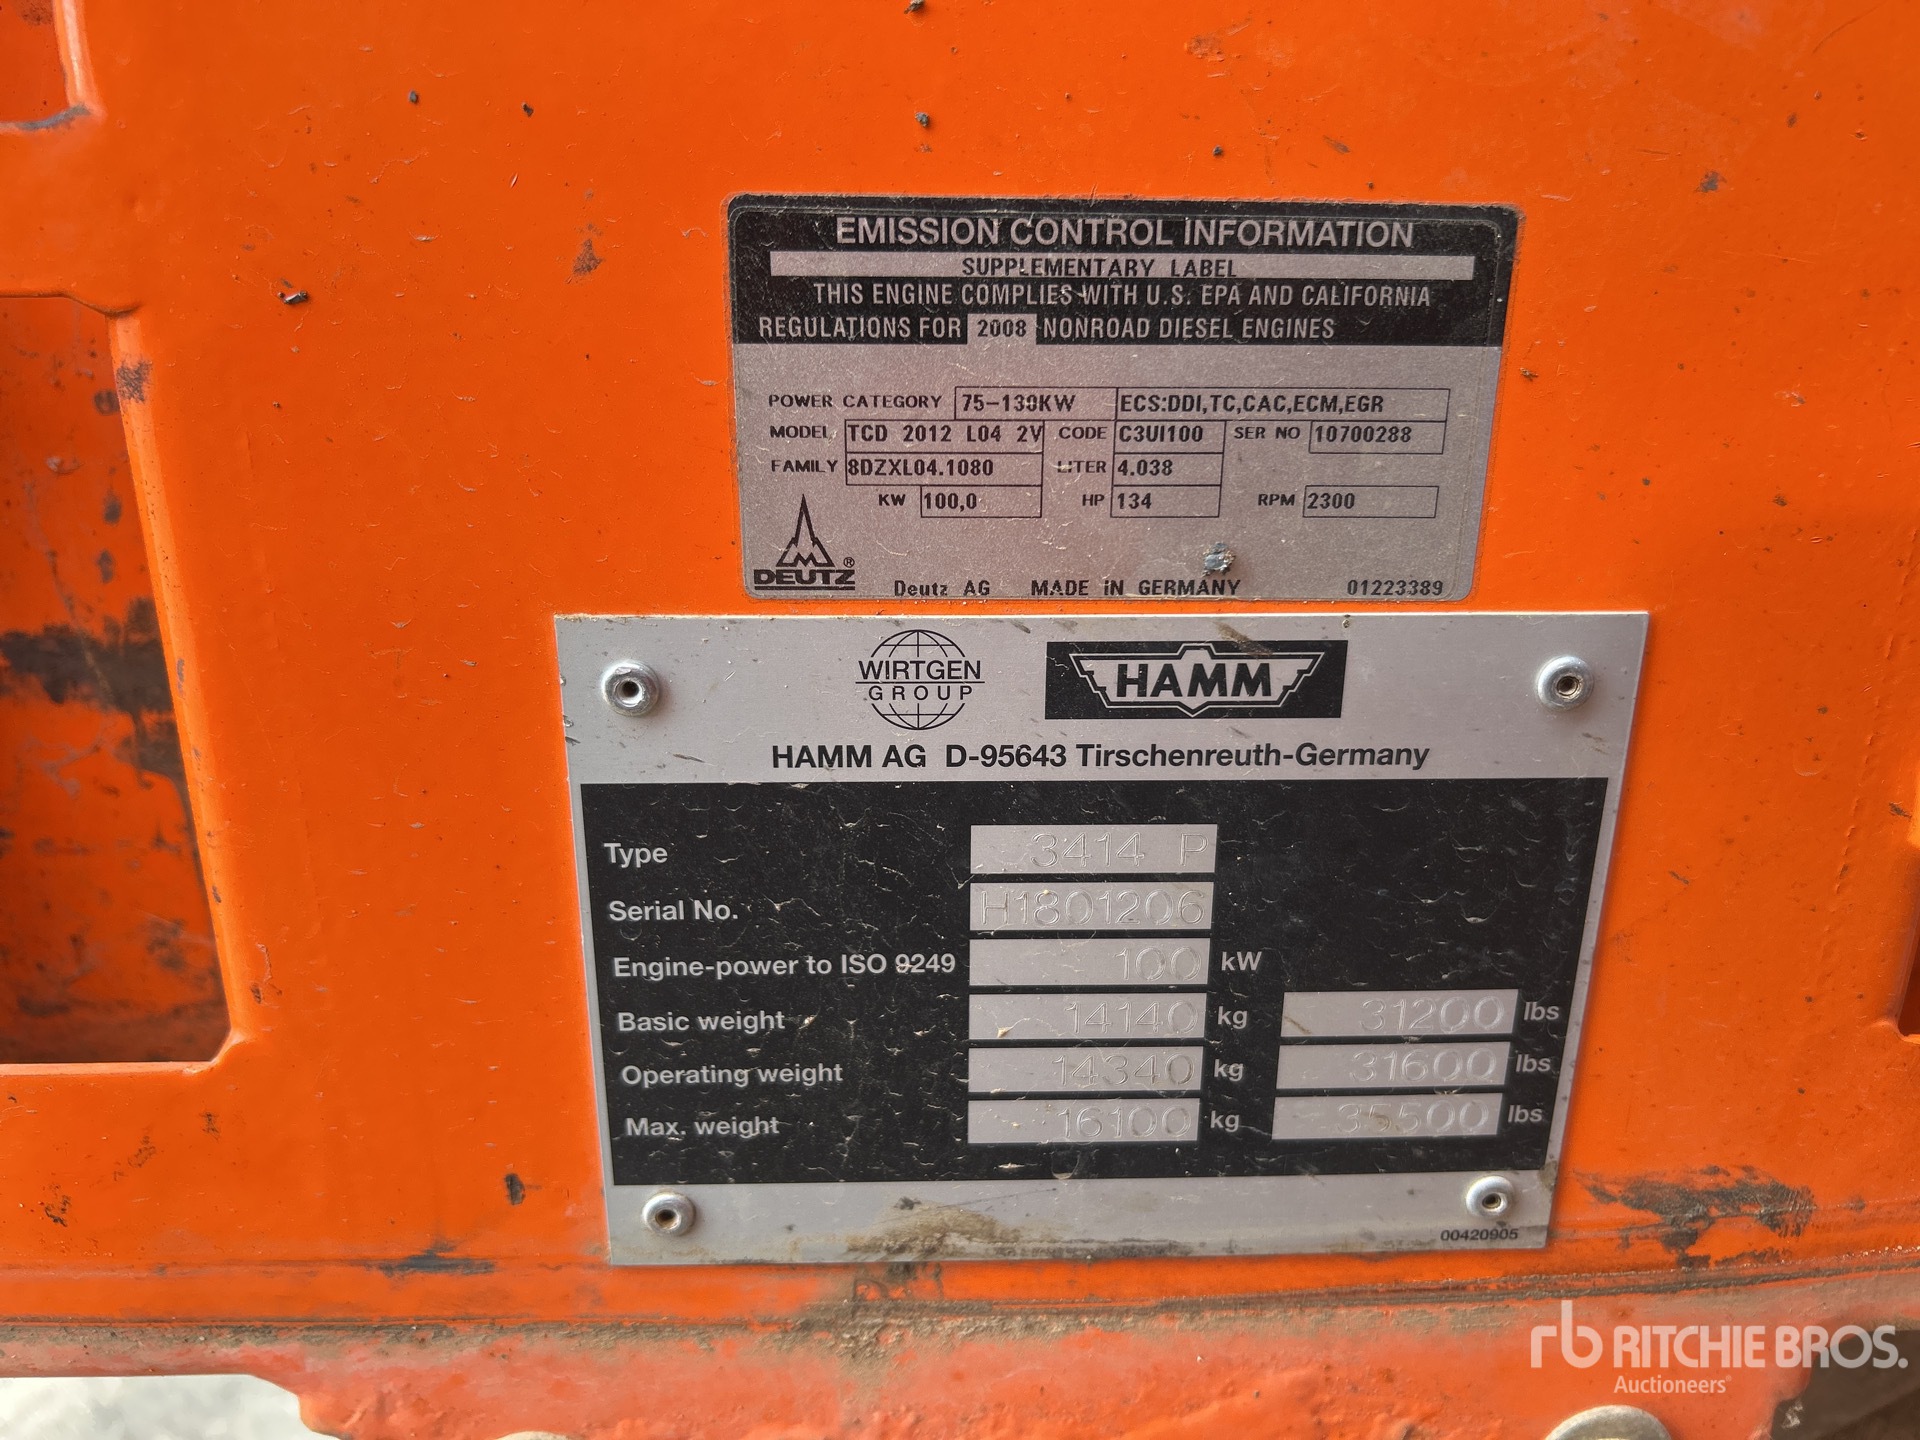 EMISSION CONTROL INFORMATION
SUPPLEMENTARY LABEL
THIS ENGINE COMPLIES WITH U.S. EPA AND CALIFORNIA
REGULATIONS FOR 2008 NONROAD DIESEL ENGINES
POWER CATEGORY 75-130KW ECS:DDI,TC,CAC,ECM,EGR
MODEL TCD 2012 L04 2V CODE C3UI100 SER NO 10700288
FAMILY 8DZXL04.1080 LITER 4.038
KW 100,0 HP 134 RPM 2300
DEUTZ ®
Deutz AG MADE iN GERMANY 01223389
WIRTGEN
GROUP
HAMM
HAMM AG D-95643 Tirschenreuth-Germany
Type 3414 P
Serial No. H1801206
Engine-power to ISO 9249 100 kW
Basic weight 14140 kg 31200 lbs
Operating weight 14340 kg 31600 lbs
Max. weight 16100 kg 35500 lbs
00420905
rb RITCHIE BROS.
Auctioneers